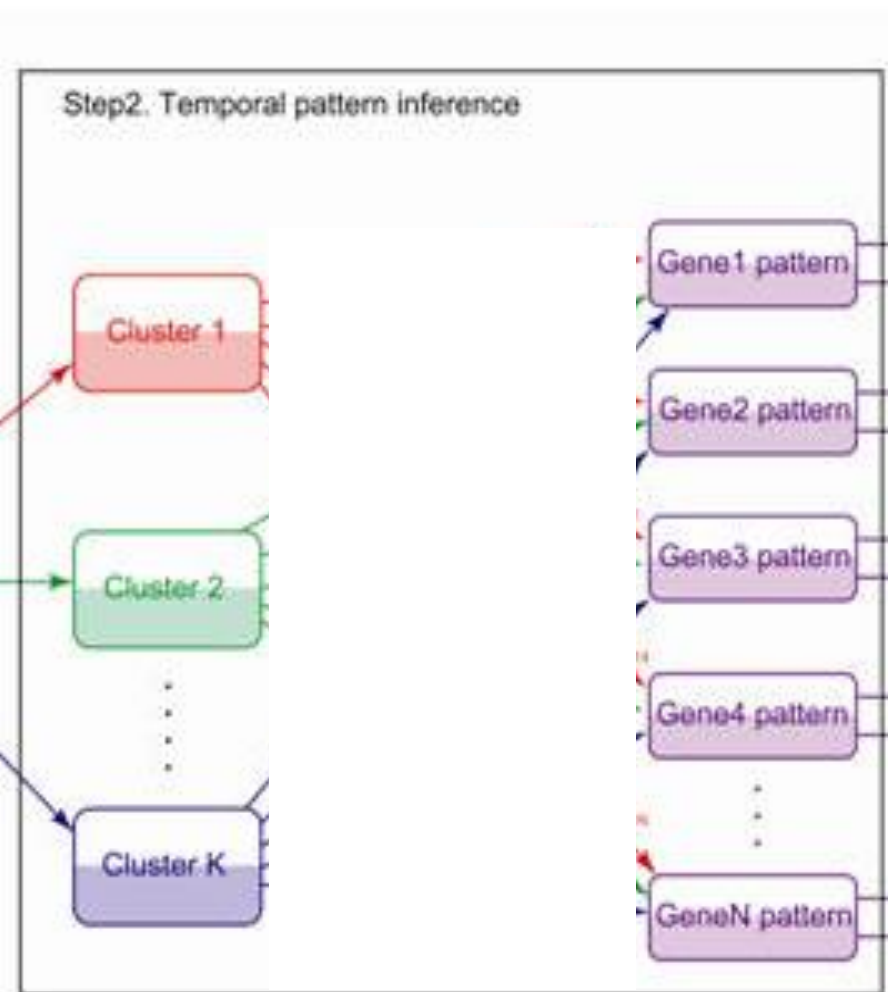 Step2. Temporal pattern inference
Gene1 pattern
Cluster 1
Gene2 pattern
Gene3 pattern
Cluster 2
Gene4 pattern
Cluster K
GeneN pattern